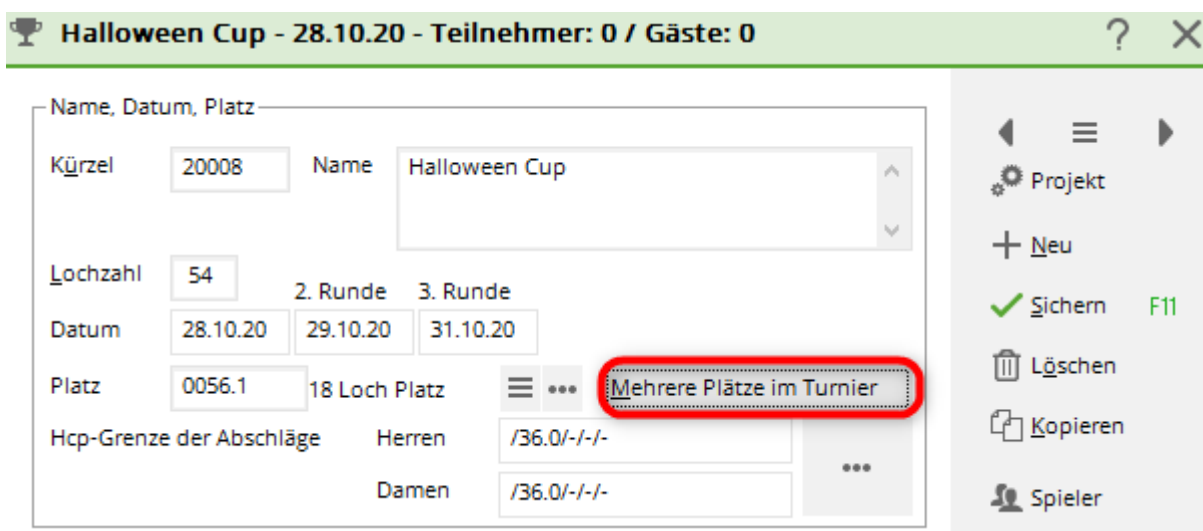 Halloween Cup - 28.10.20 - Teilnehmer: 0 / Gäste: 0 ?
Name, Datum, Platz
Kürzel 20008 Name Halloween Cup
Lochzahl 54
2. Runde 3. Runde
Datum 28.10.20 29.10.20 31.10.20
Platz 0056.1 18 Loch Platz Mehrere Plätze im Turnier
Hcp-Grenze der Abschläge Herren /36.0/-/-/-
Damen /36.0/-/-/-
Projekt
Neu
Sichern F11
Löschen
Kopieren
Spieler